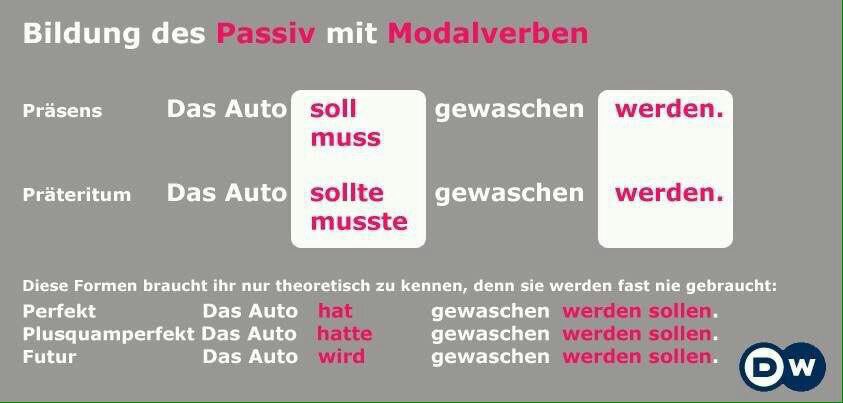 Bildung des Passiv mit Modalverben
Präsens Das Auto soll gewaschen werden.
muss
Präteritum Das Auto sollte gewaschen werden.
musste
Diese Formen braucht ihr nur theoretisch zu kennen, denn sie werden fast nie gebraucht:
Perfekt Das Auto hat gewaschen werden sollen.
Plusquamperfekt Das Auto hatte gewaschen werden sollen.
Futur Das Auto wird gewaschen werden sollen.
DW